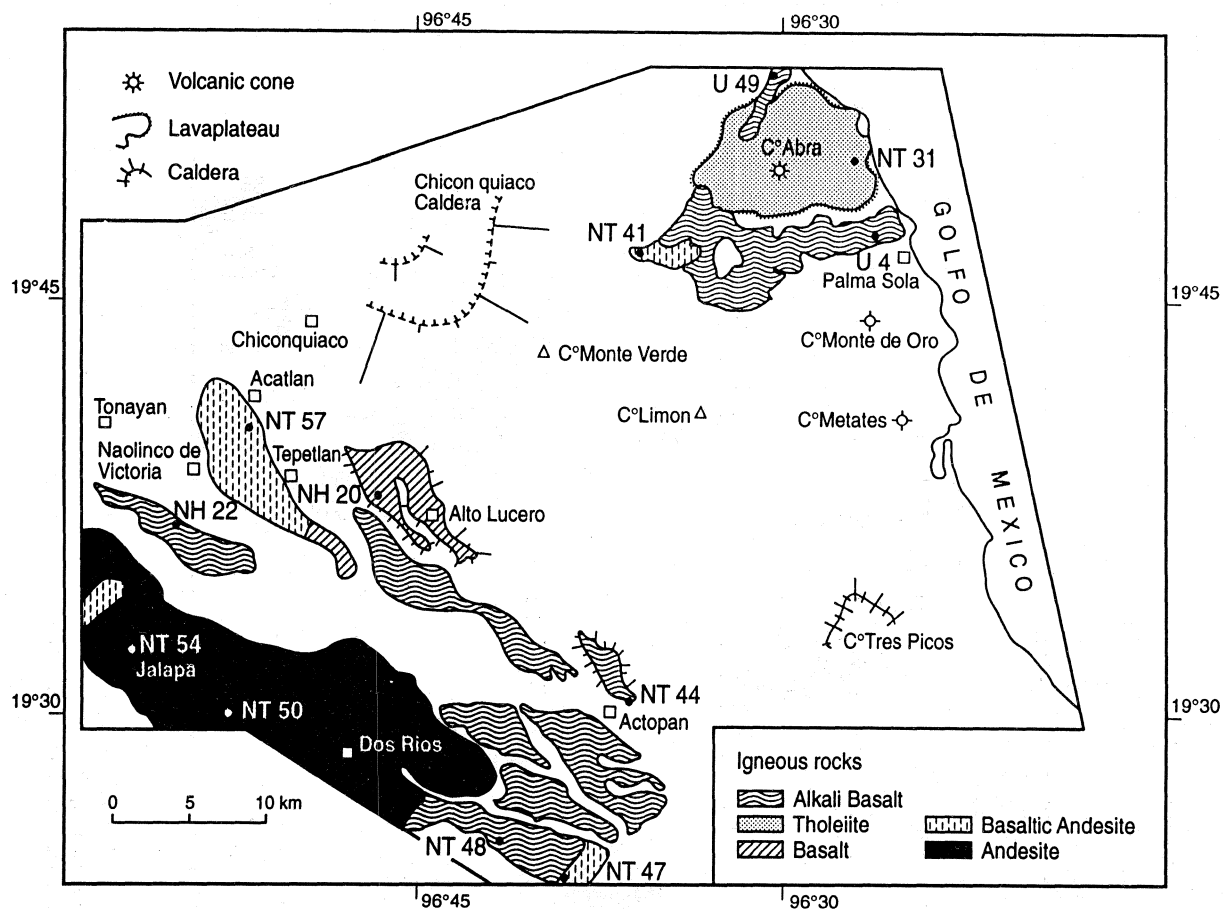 96°45
96°30
Volcanic cone
Lavaplateau
Caldera
U 49
C°Abra
NT 31
Chicon quiaco
Caldera
NT 41
U 4
Palma Sola
GOLFO DE MEXICO
19°45
19°45
Chiconquiaco
C°Monte Verde
C°Monte de Oro
Acatlan
Tonayan
NT 57
C°Limon
C°Metates
Naolinco de
Victoria
Tepetlan
NH 20
NH 22
Alto Lucero
NT 54
Jalapa
C°Tres Picos
NT 44
19°30
19°30
NT 50
Actopan
Dos Rios
Igneous rocks
Alkali Basalt
Tholeiite
Basaltic Andesite
Basalt
Andesite
0 5 10 km
NT 48
NT 47
96°45
96°30